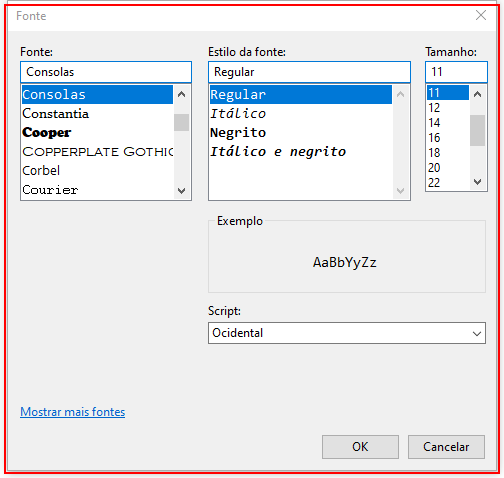 Fonte
Fonte: Estilo da fonte: Tamanho:
Consolas Regular 11
Consolas Regular 11
Constantia Itálico 12
Cooper Negrito 14
COPPERPLATE GOTHIC Itálico e negrito 16
Corbel 18
Courier 20
22
Exemplo
AaBbYyZz
Script:
Ocidental
Mostrar mais fontes
OK Cancelar